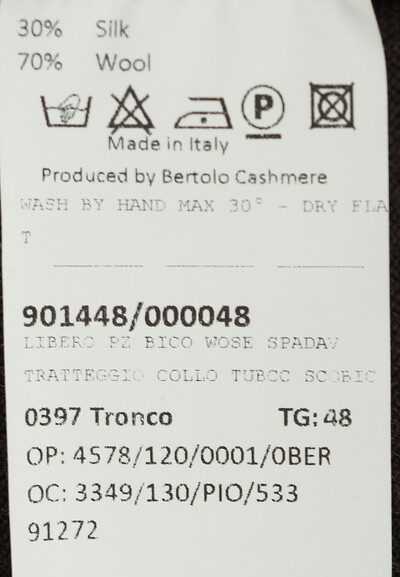 30% Silk
70% Wool
P
Made in Italy
Produced by Bertolo Cashmere
WASH BY HAND MAX 30° - DRY FLA
T
901448/000048
LIBERO PZ BICO WOSE SPADAV
TRATTEGGIO COLLO TUBCC SCOBIC
0397 Tronco TG: 48
OP: 4578/120/0001/0BER
OC: 3349/130/PIO/533
91272